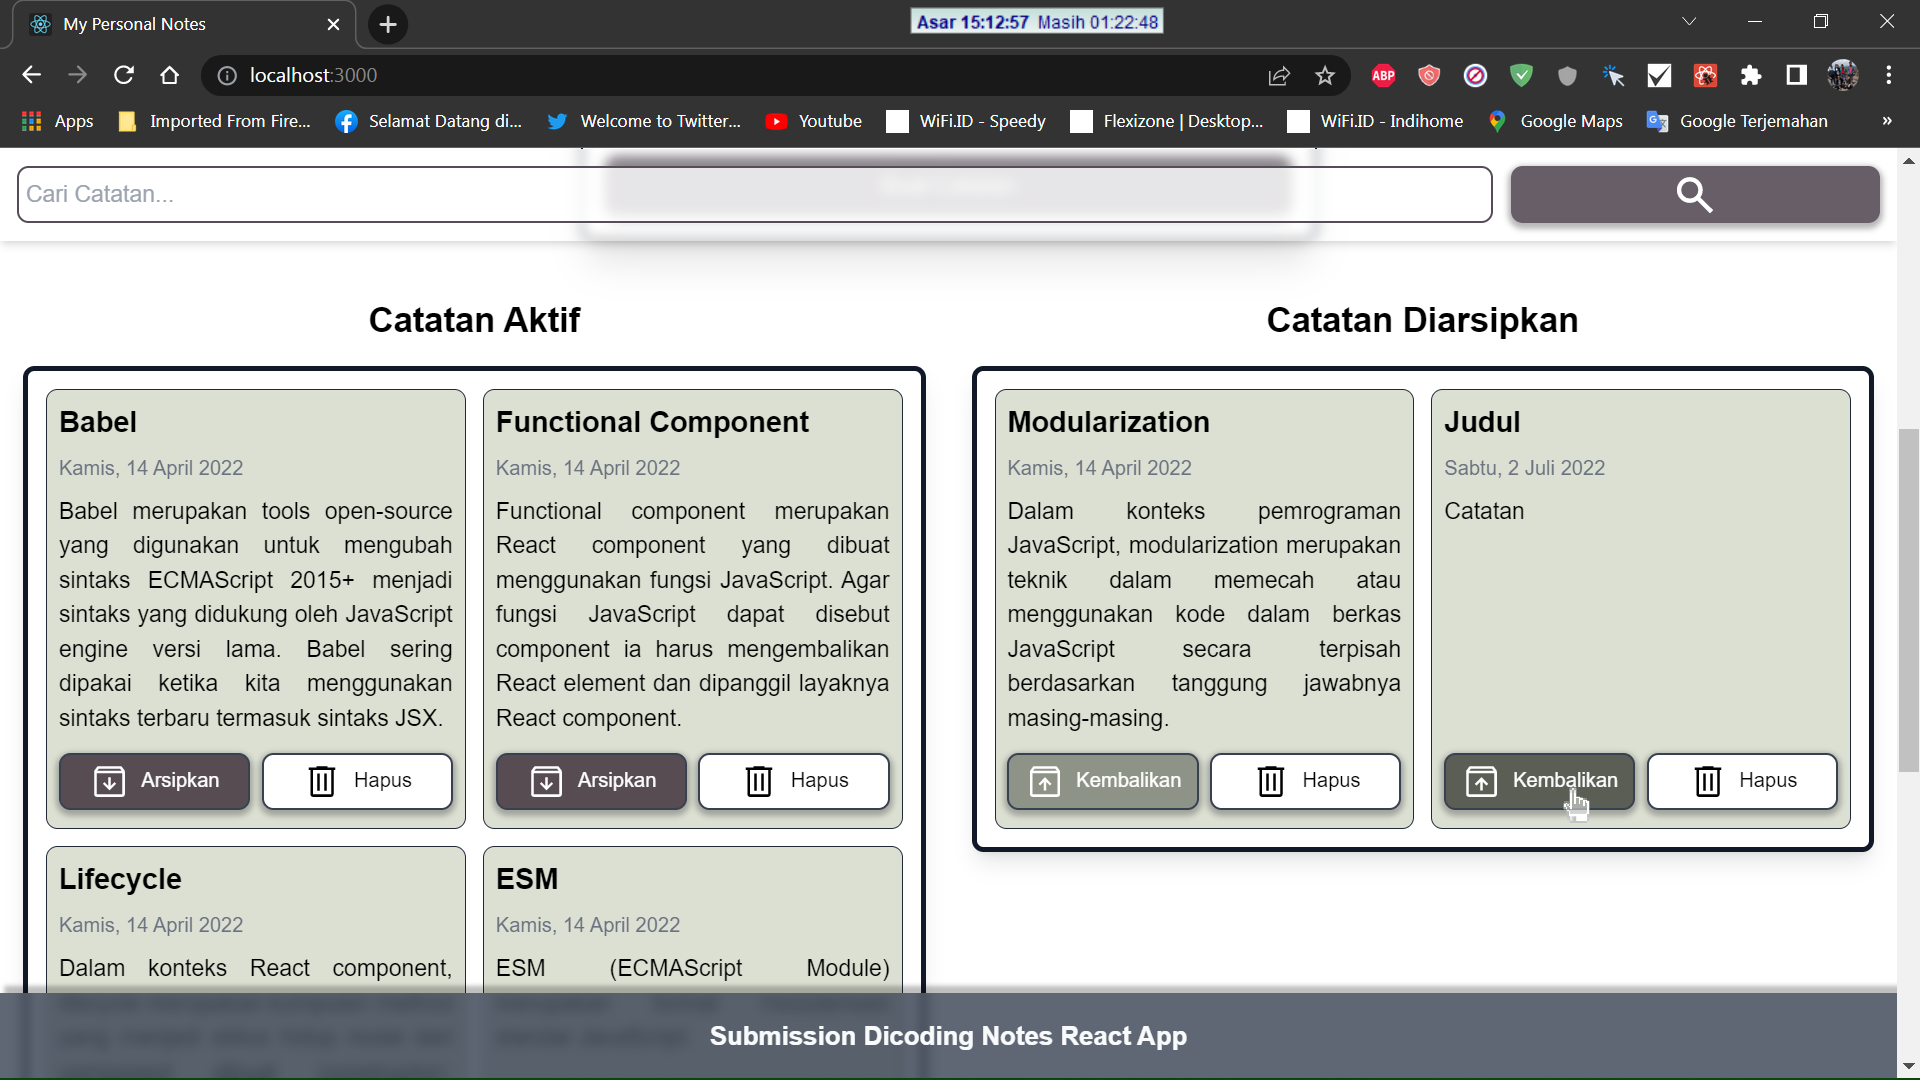 My Personal Notes
Asar 15:12:57 Masih 01:22:48
localhost:3000
ABP
Apps
Imported From Fire...
Selamat Datang di...
Welcome to Twitter...
Youtube
WiFi.ID - Speedy
Flexizone | Desktop...
WiFi.ID - Indihome
Google Maps
Google Terjemahan
»
Cari Catatan...
Catatan Aktif
Babel
Kamis, 14 April 2022
Babel merupakan tools open-source
yang digunakan untuk mengubah
sintaks ECMAScript 2015+ menjadi
sintaks yang didukung oleh JavaScript
engine versi lama. Babel sering
dipakai ketika kita menggunakan
sintaks terbaru termasuk sintaks JSX.
Arsipkan
Hapus
Functional Component
Kamis, 14 April 2022
Functional component merupakan
React component yang dibuat
menggunakan fungsi JavaScript. Agar
fungsi JavaScript dapat disebut
component ia harus mengembalikan
React element dan dipanggil layaknya
React component.
Arsipkan
Hapus
Lifecycle
Kamis, 14 April 2022
Dalam konteks React component,
ESM
Kamis, 14 April 2022
ESM (ECMAScript Module)
Catatan Diarsipkan
Modularization
Kamis, 14 April 2022
Dalam konteks pemrograman
JavaScript, modularization merupakan
teknik dalam memecah atau
menggunakan kode dalam berkas
JavaScript secara terpisah
berdasarkan tanggung jawabnya
masing-masing.
Kembalikan
Hapus
Judul
Sabtu, 2 Juli 2022
Catatan
Kembalikan
Hapus
Submission Dicoding Notes React App